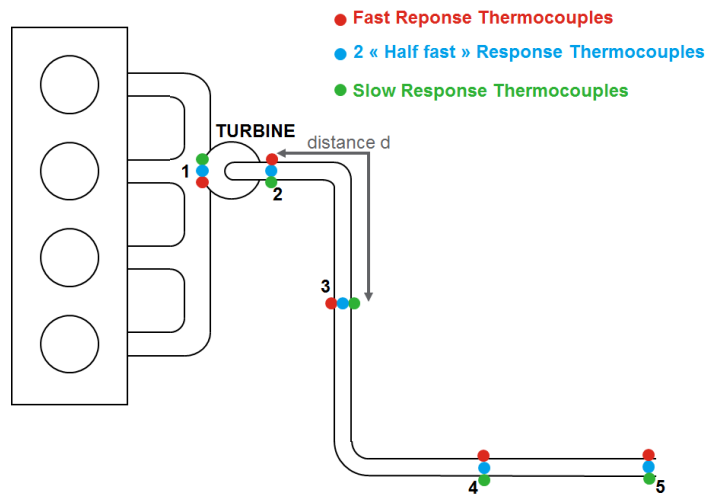 Fast Reponse Thermocouples
2 « Half fast » Response Thermocouples
Slow Response Thermocouples
TURBINE
distance d
1
2
3
4
5